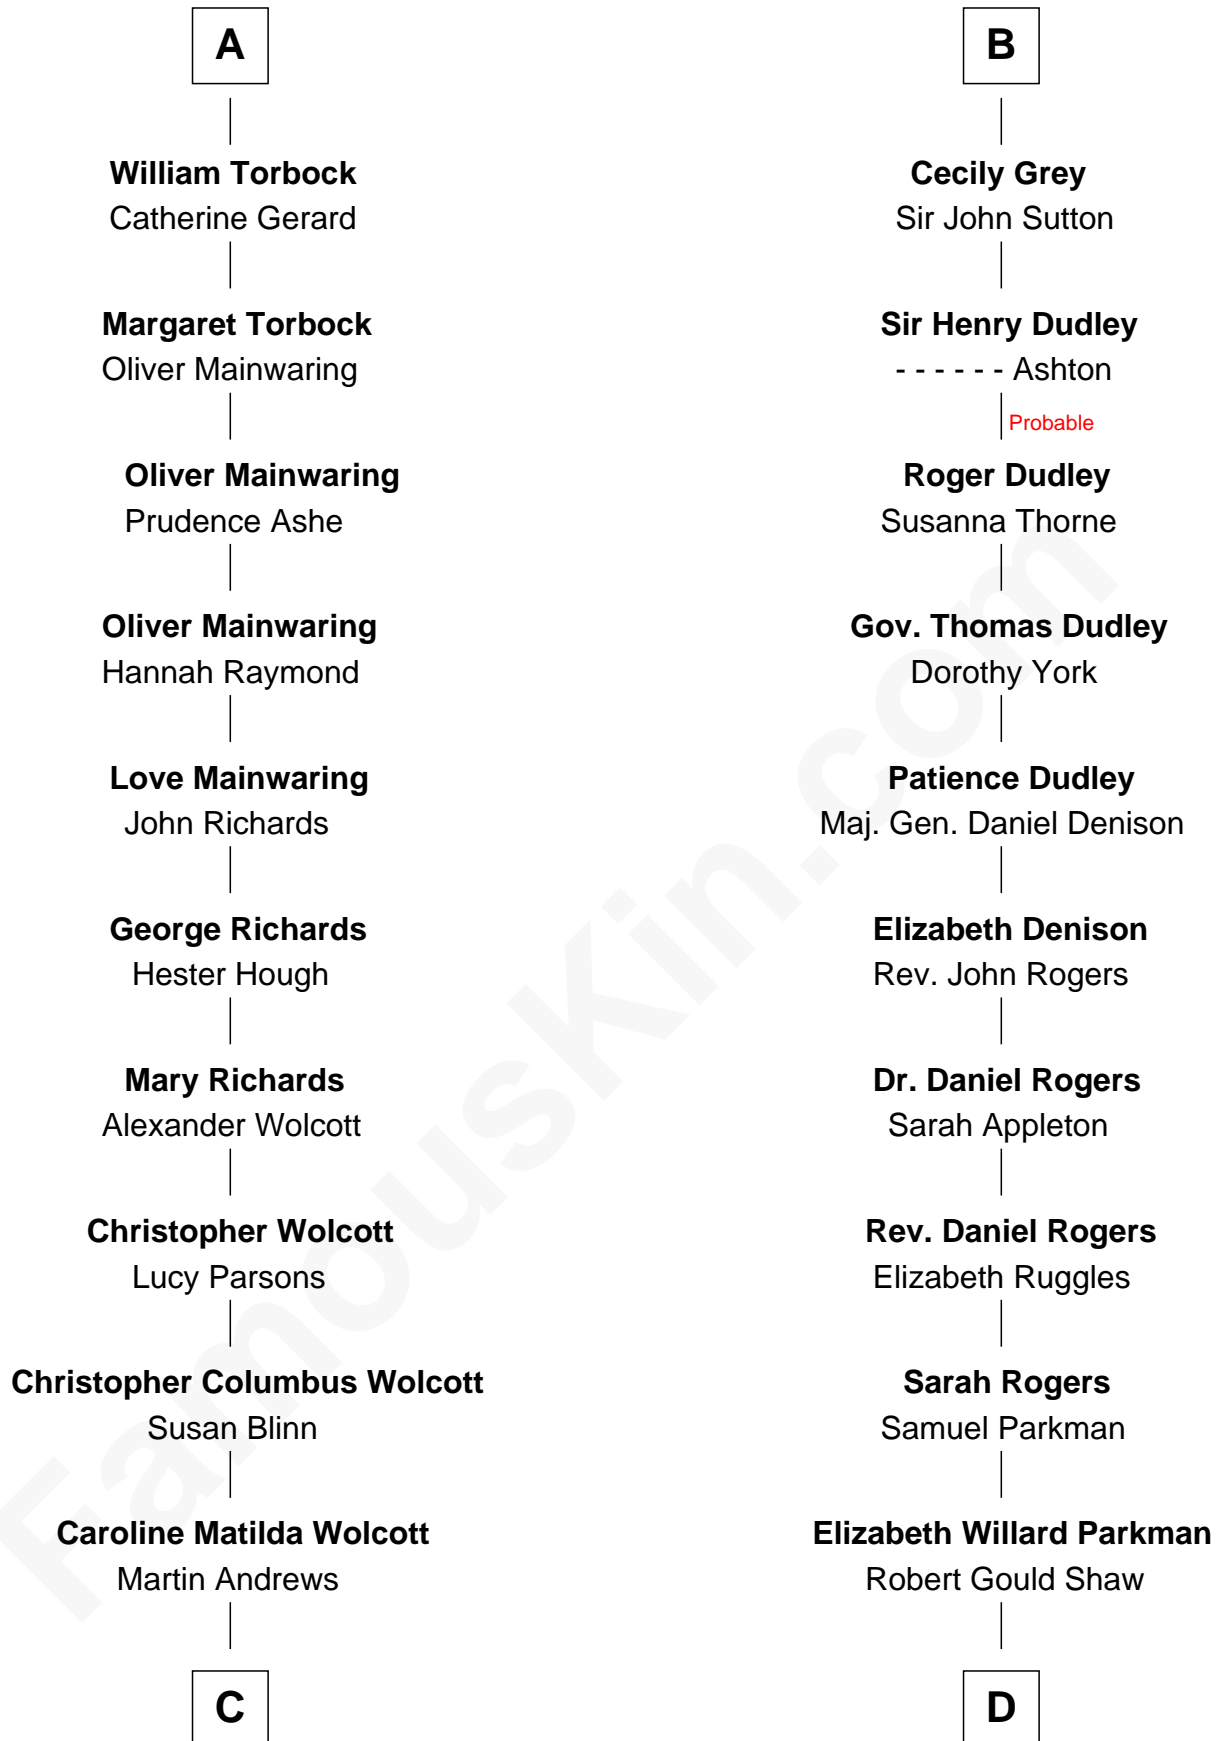 A
William Torbock
Catherine Gerard
Margaret Torbock
Oliver Mainwaring
Oliver Mainwaring
Prudence Ashe
Oliver Mainwaring
Hannah Raymond
Love Mainwaring
John Richards
George Richards
Hester Hough
Mary Richards
Alexander Wolcott
Christopher Wolcott
Lucy Parsons
Christopher Columbus Wolcott
Susan Blinn
Caroline Matilda Wolcott
Martin Andrews
C
B
Cecily Grey
Sir John Sutton
Sir Henry Dudley
- - - - - - Ashton
Probable
Roger Dudley
Susanna Thorne
Gov. Thomas Dudley
Dorothy York
Patience Dudley
Maj. Gen. Daniel Denison
Elizabeth Denison
Rev. John Rogers
Dr. Daniel Rogers
Sarah Appleton
Rev. Daniel Rogers
Elizabeth Ruggles
Sarah Rogers
Samuel Parkman
Elizabeth Willard Parkman
Robert Gould Shaw
D
FamousKin.com